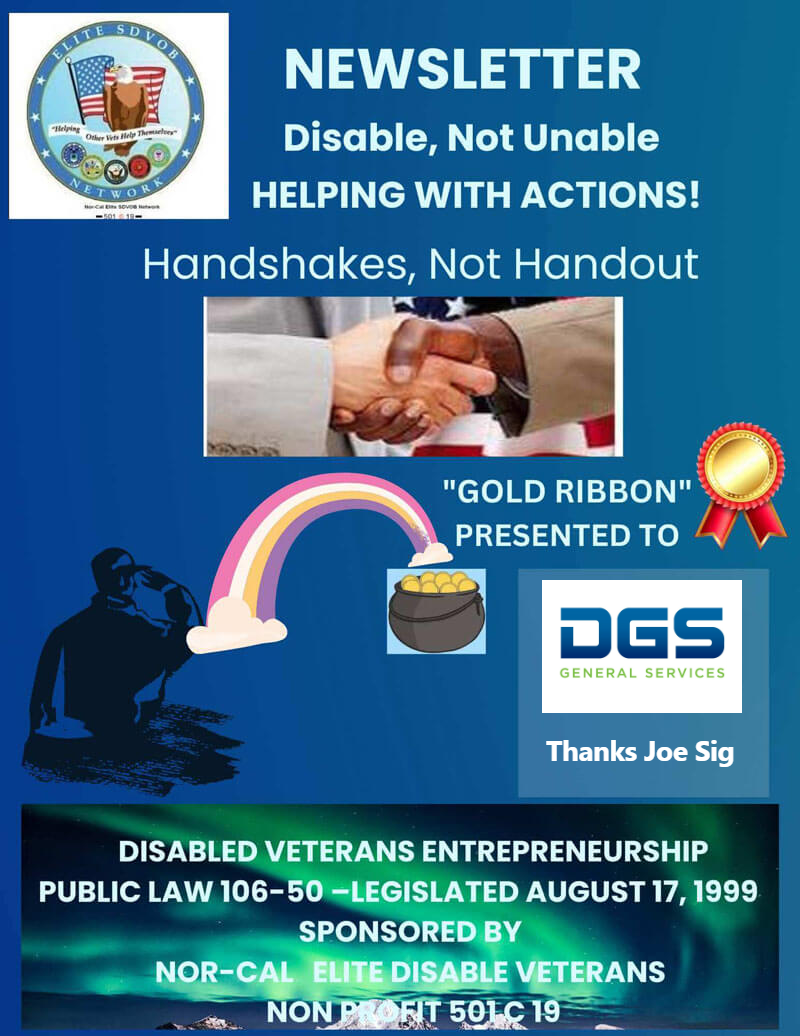 ELITE SDVOB
"Helping Other Vets Help Themselves"
NETWORK
Nor-Cal Elite SDVOB Network
501 C 19
NEWSLETTER
Disable, Not Unable
HELPING WITH ACTIONS!
Handshakes, Not Handout
"GOLD RIBBON"
PRESENTED TO
DGS
GENERAL SERVICES
Thanks Joe Sig
DISABLED VETERANS ENTREPRENEURSHIP
PUBLIC LAW 106-50 –LEGISLATED AUGUST 17, 1999
SPONSORED BY
NOR-CAL ELITE DISABLE VETERANS
NON PROFIT 501 C 19